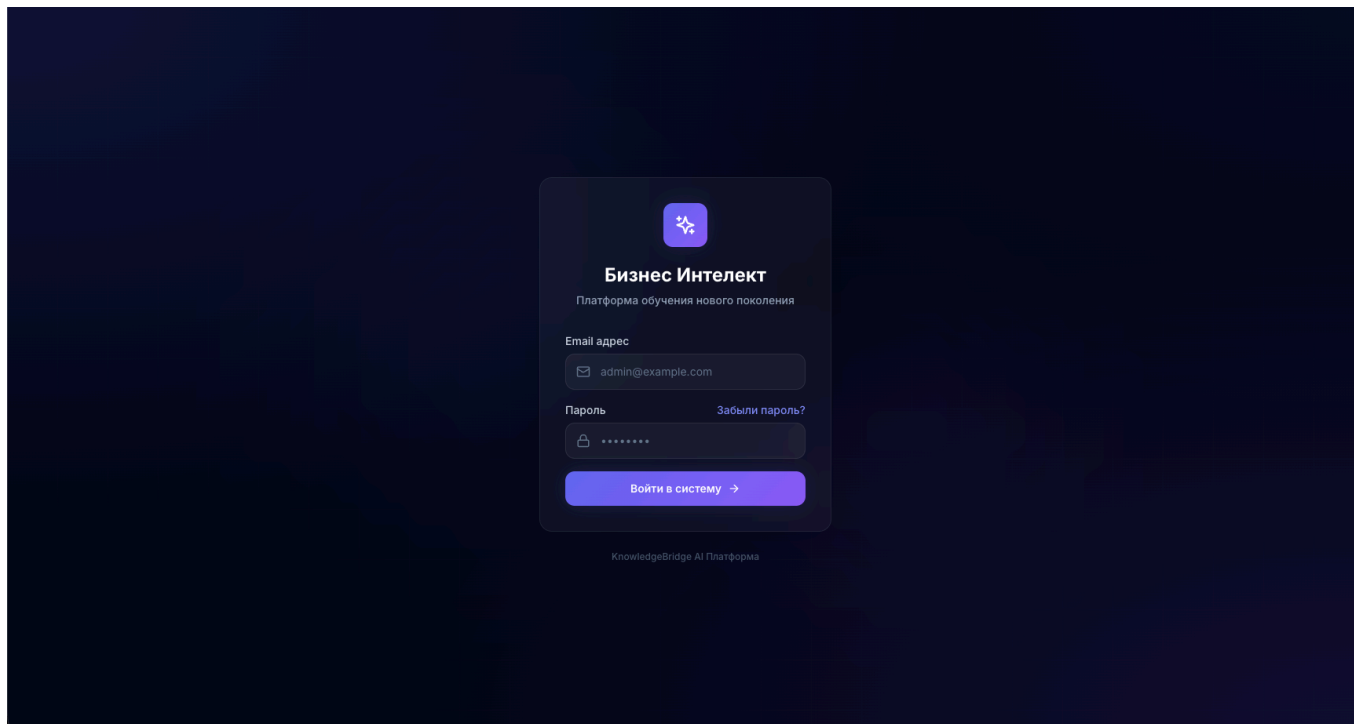 Бизнес Интелект
Платформа обучения нового поколения
Email адрес
admin@example.com
Пароль Забыли пароль?
••••••••
Войти в систему →
KnowledgeBridge AI Платформа